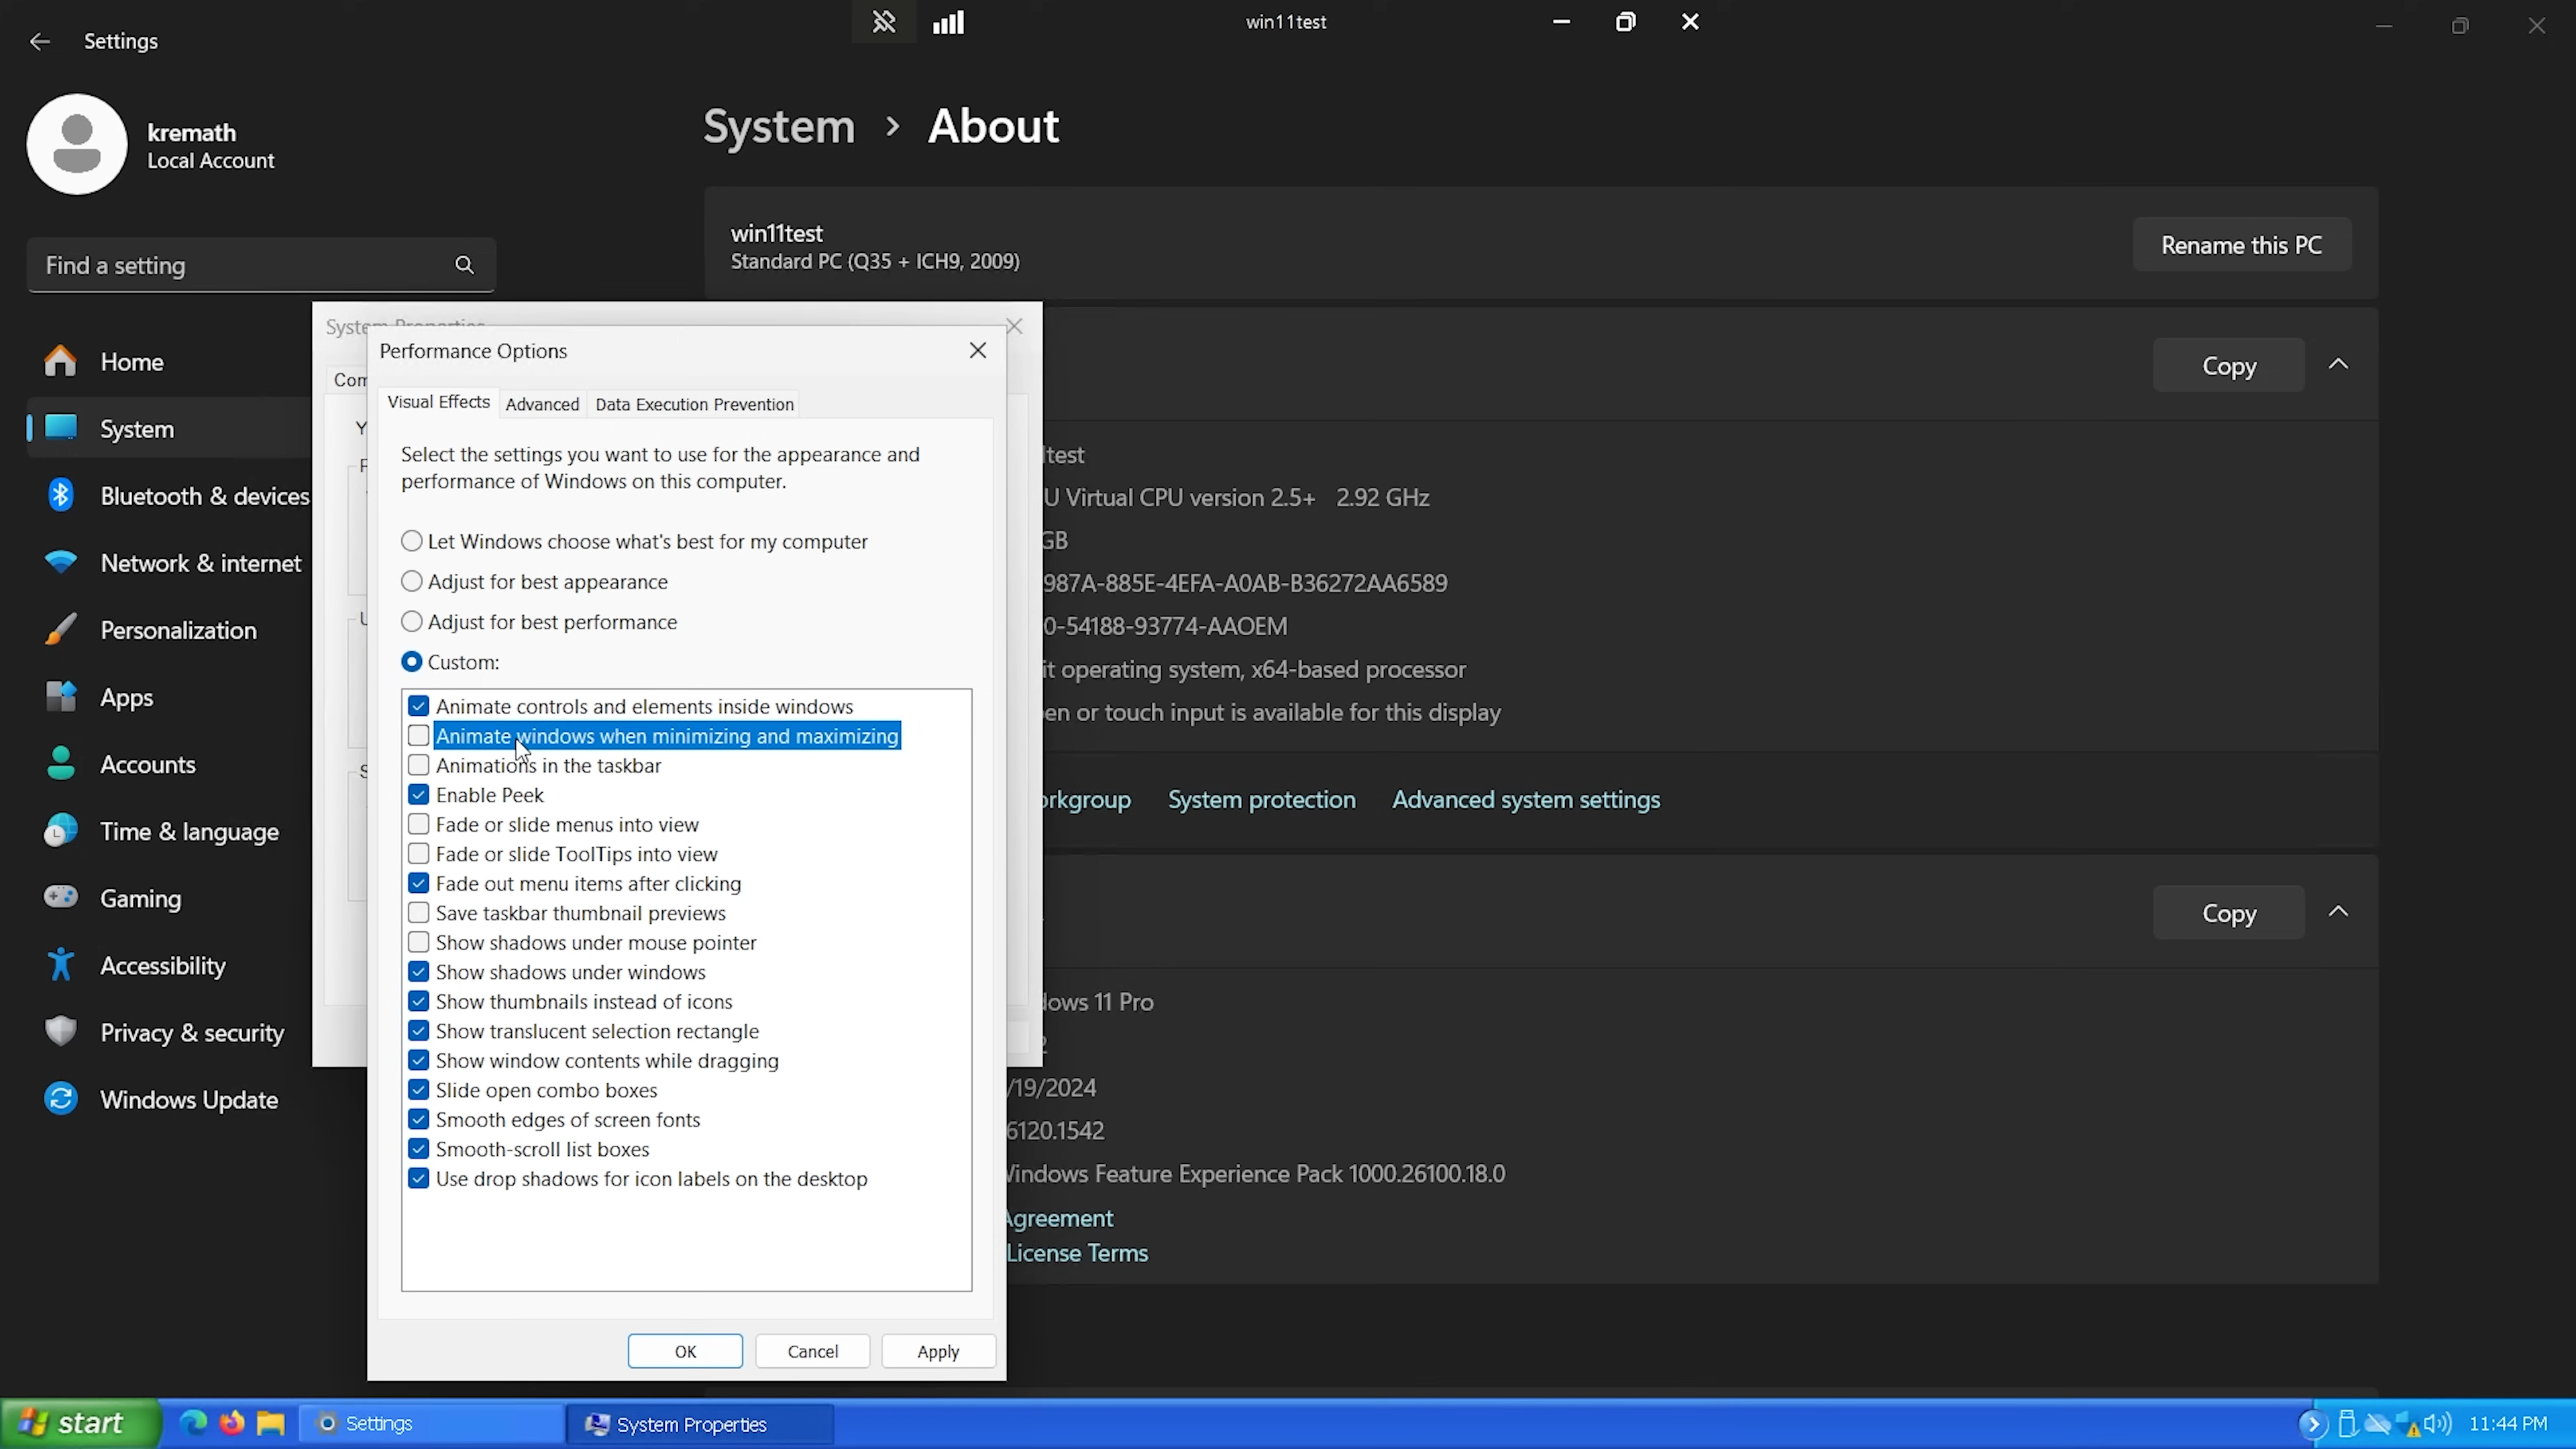 Settings
win11test
kremath
Local Account
Find a setting
Home
System
Bluetooth & devices
Network & internet
Personalization
Apps
Accounts
Time & language
Gaming
Accessibility
Privacy & security
Windows Update
System > About
win11test
Standard PC (Q35 + ICH9, 2009)
Rename this PC
Copy
ltest
U Virtual CPU version 2.5+ 2.92 GHz
GB
987A-885E-4EFA-A0AB-B36272AA6589
0-54188-93774-AAOEM
it operating system, x64-based processor
en or touch input is available for this display
orkgroup System protection Advanced system settings
Copy
dows 11 Pro
2
/19/2024
6120.1542
Windows Feature Experience Pack 1000.26100.18.0
Agreement
License Terms
System Properties
Com
Y
Performance Options
Visual Effects Advanced Data Execution Prevention
Select the settings you want to use for the appearance and
performance of Windows on this computer.
Let Windows choose what's best for my computer
Adjust for best appearance
Adjust for best performance
Custom:
Animate controls and elements inside windows
Animate windows when minimizing and maximizing
Animations in the taskbar
Enable Peek
Fade or slide menus into view
Fade or slide ToolTips into view
Fade out menu items after clicking
Save taskbar thumbnail previews
Show shadows under mouse pointer
Show shadows under windows
Show thumbnails instead of icons
Show translucent selection rectangle
Show window contents while dragging
Slide open combo boxes
Smooth edges of screen fonts
Smooth-scroll list boxes
Use drop shadows for icon labels on the desktop
OK Cancel Apply
start Settings System Properties 11:44 PM